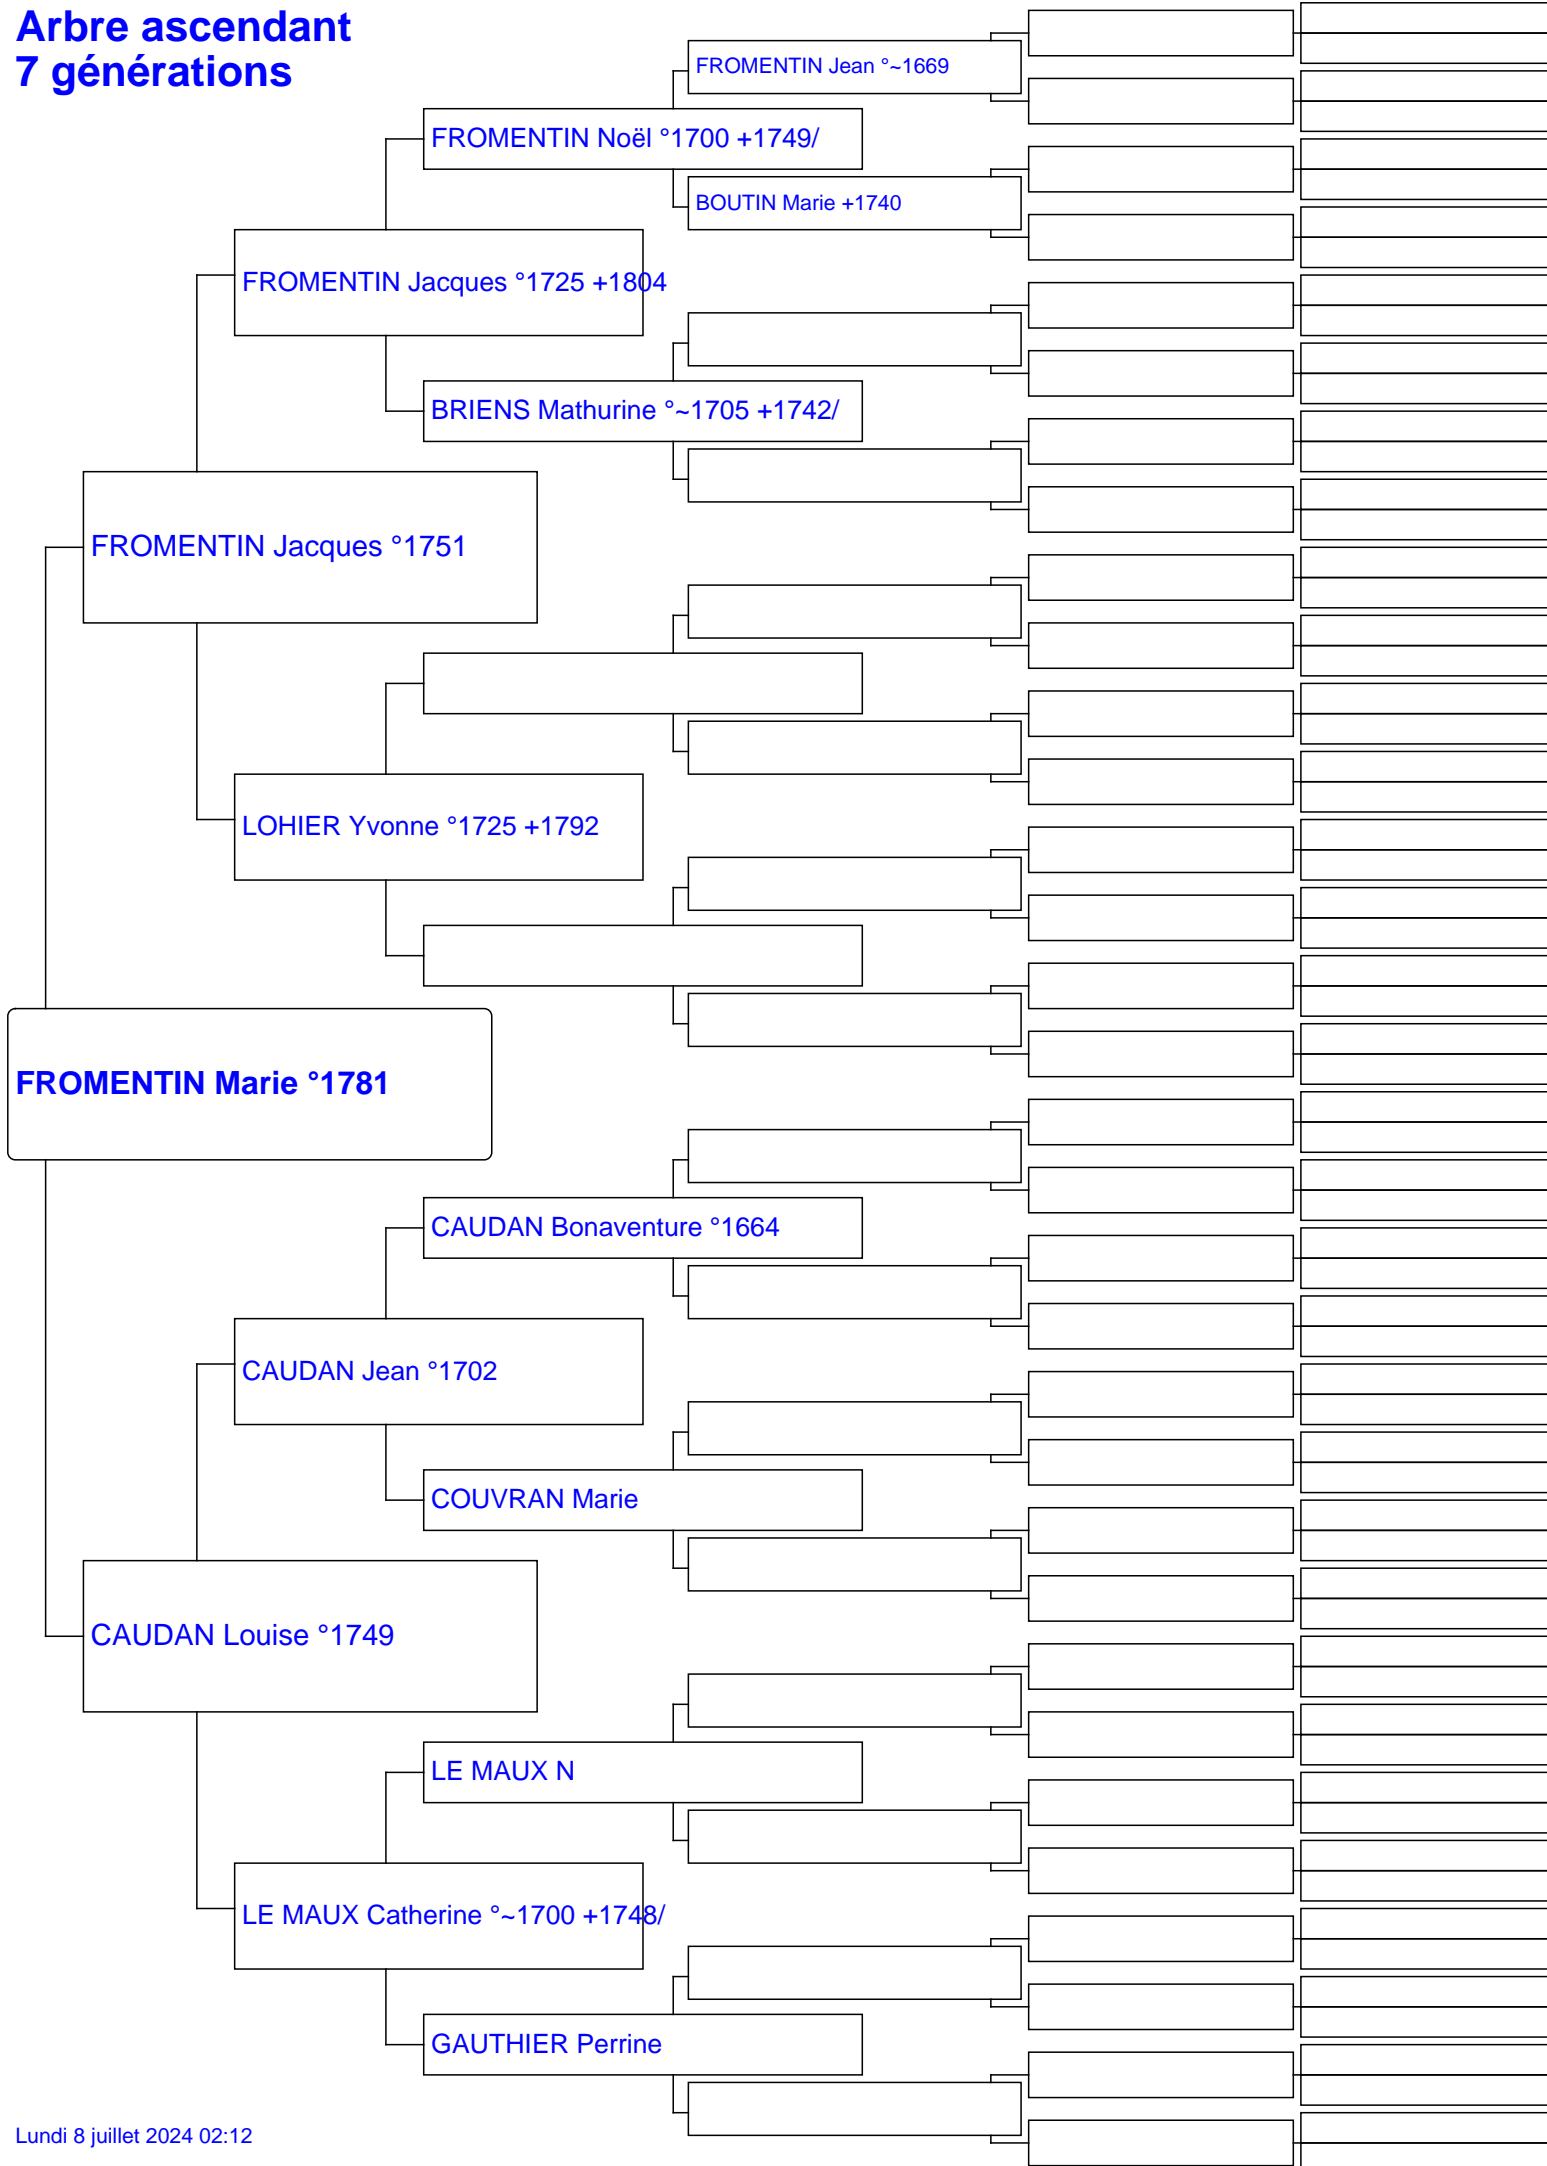 Arbre ascendant
7 générations
FROMENTIN Jean °~1669
FROMENTIN Noël °1700 +1749/
BOUTIN Marie +1740
FROMENTIN Jacques °1725 +1804
BRIENS Mathurine °~1705 +1742/
FROMENTIN Jacques °1751
LOHIER Yvonne °1725 +1792
FROMENTIN Marie °1781
CAUDAN Bonaventure °1664
CAUDAN Jean °1702
COUVRAN Marie
CAUDAN Louise °1749
LE MAUX N
LE MAUX Catherine °~1700 +1748/
GAUTHIER Perrine
Lundi 8 juillet 2024 02:12